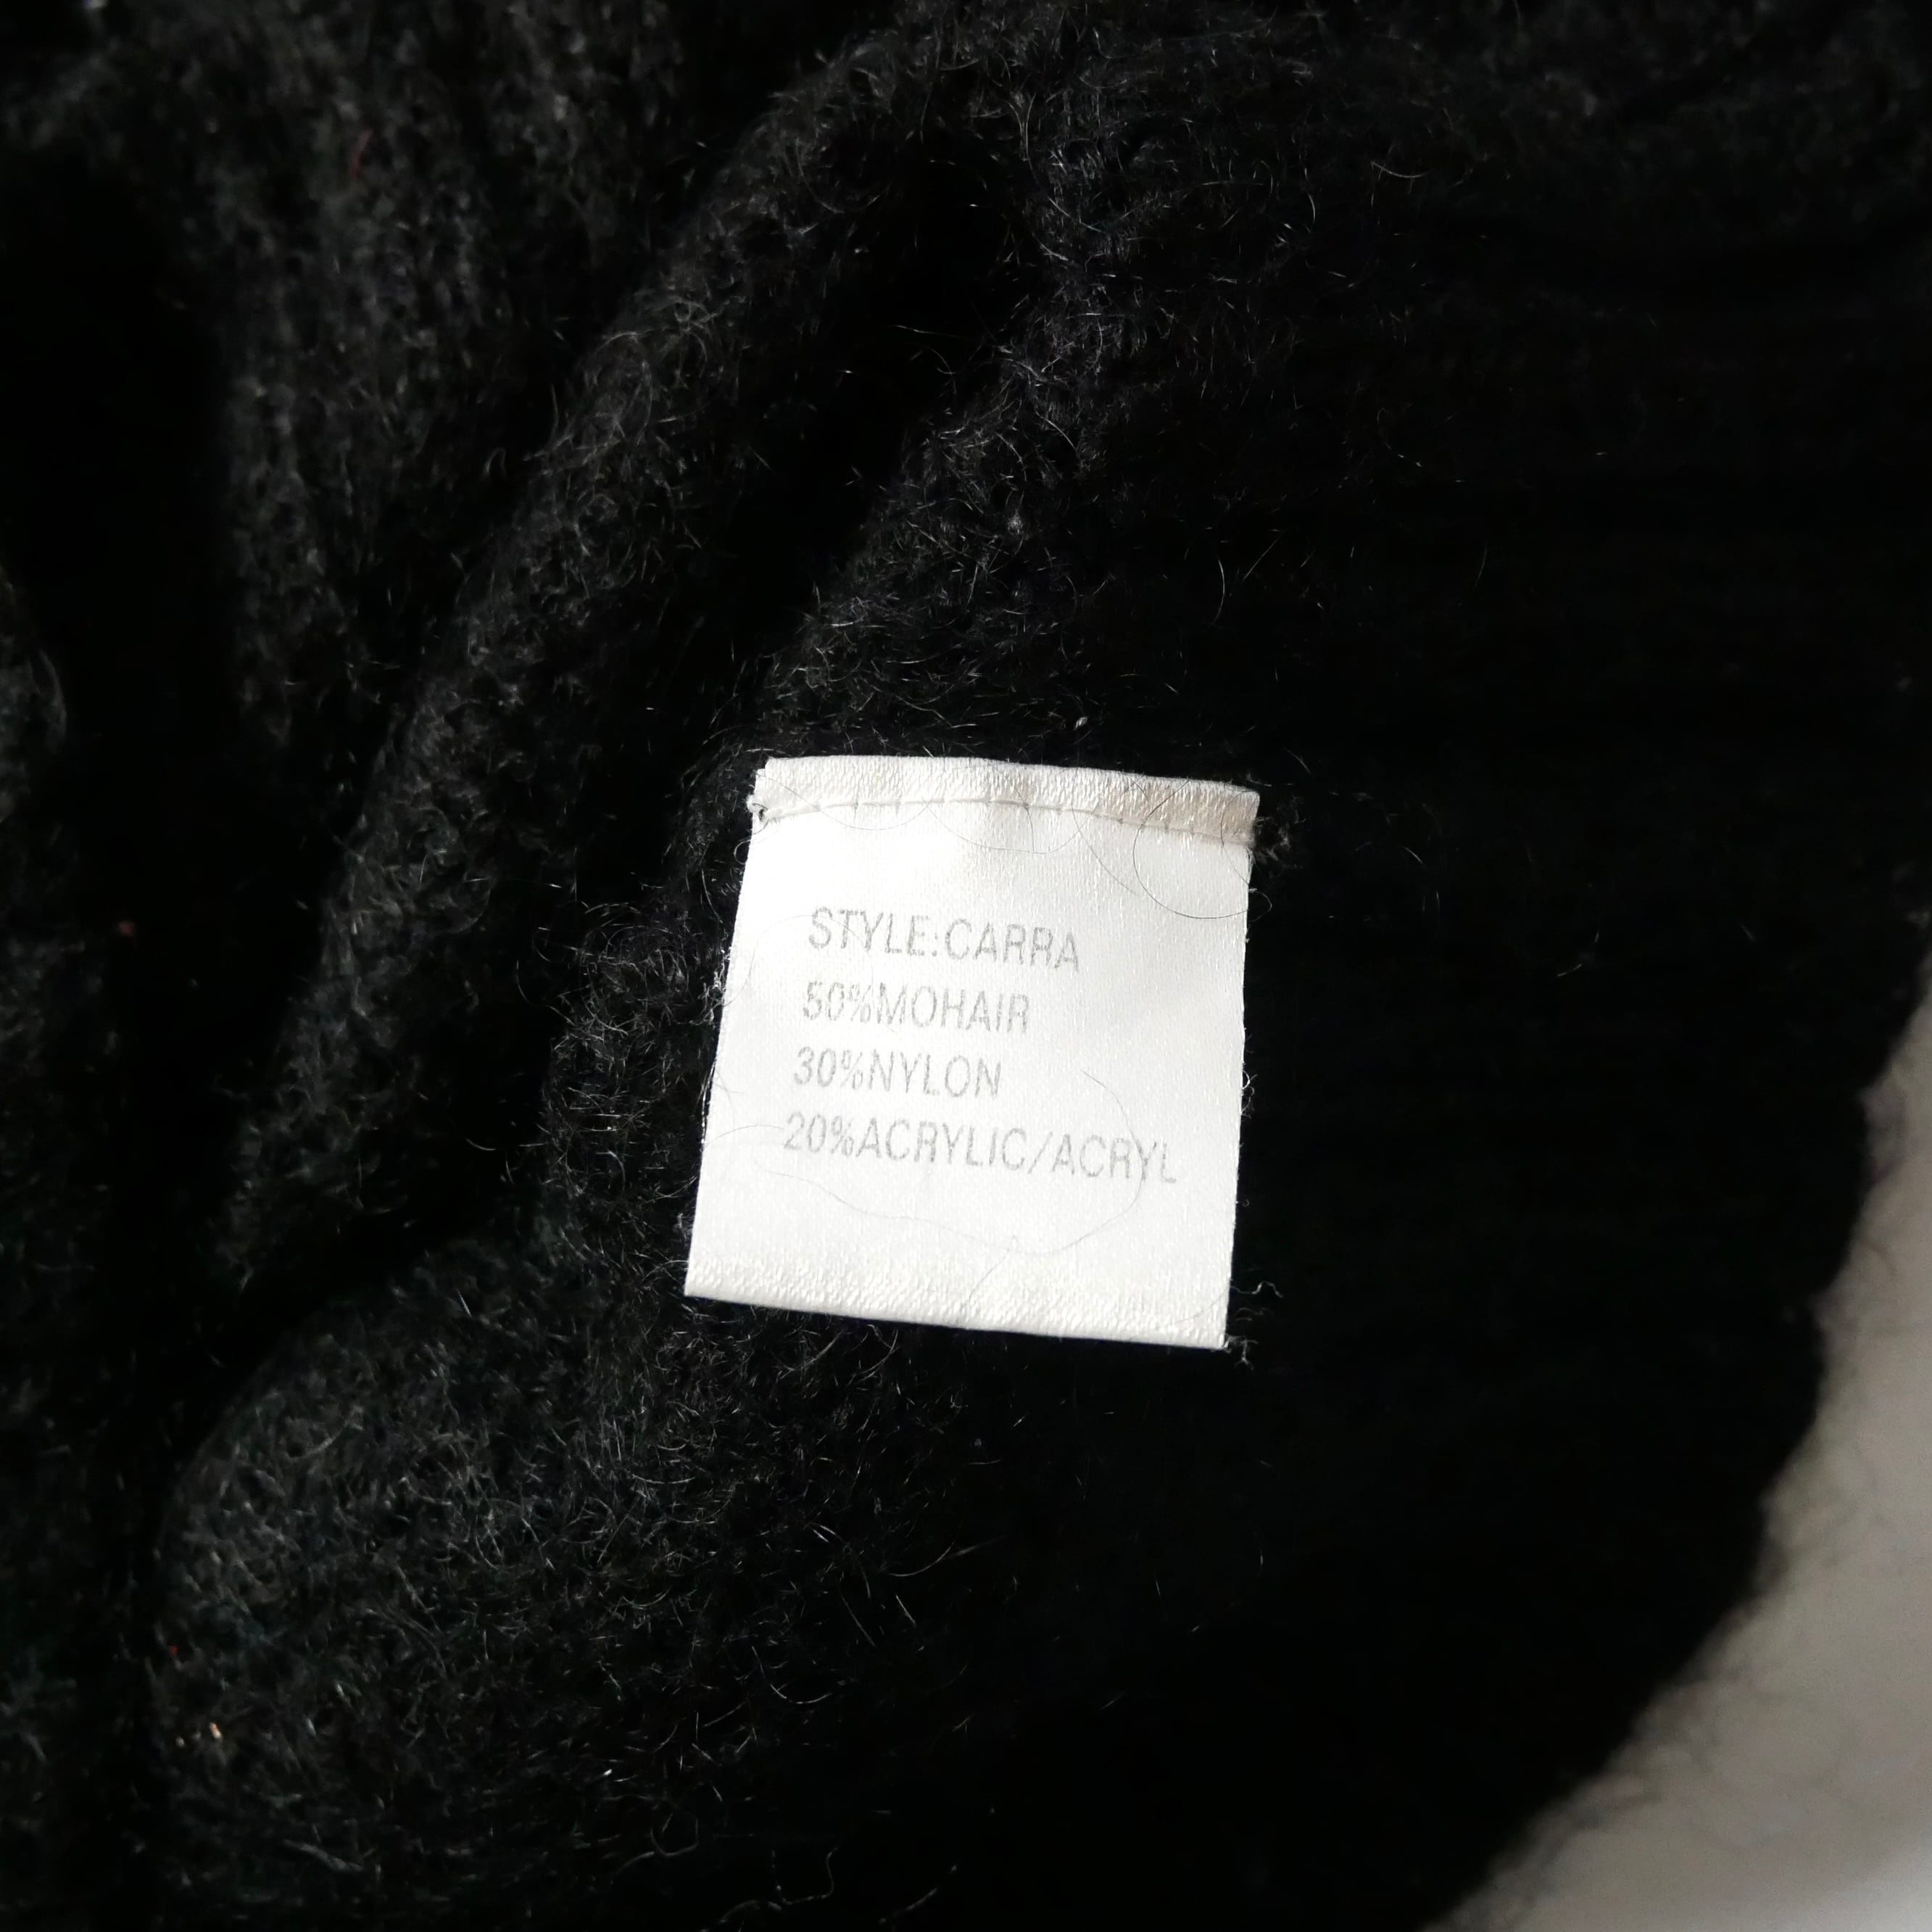 STYLE:CARRA
50%MOHAIR
30%NYLON
20%ACRYLIC/ACRYL